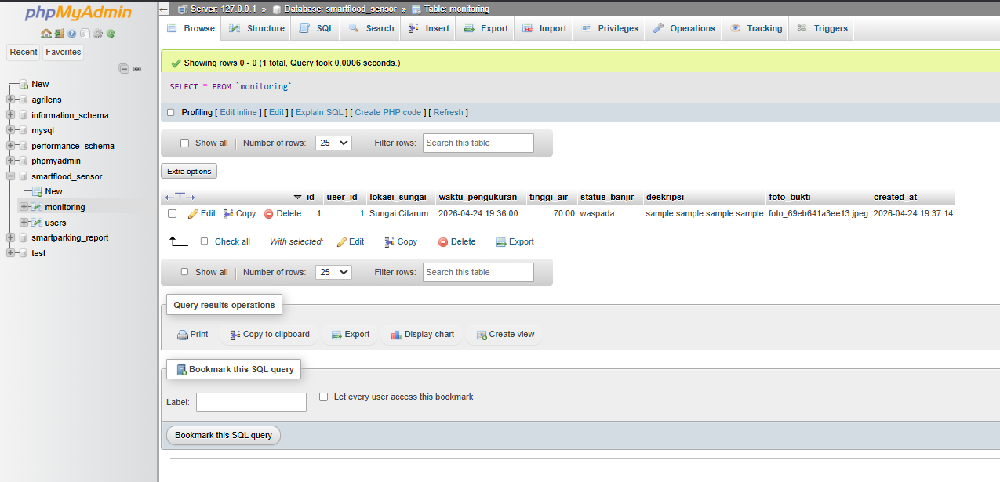 phpMyAdmin
Recent Favorites
New
agrilens
information_schema
mysql
performance_schema
phpmyadmin
smartflood_sensor
New
monitoring
users
smartparking_report
test
Server: 127.0.0.1 » Database: smartflood_sensor » Table: monitoring
Browse Structure SQL Search Insert Export Import Privileges Operations Tracking Triggers
Showing rows 0 - 0 (1 total, Query took 0.0006 seconds.)
SELECT * FROM `monitoring`
Profiling [ Edit inline ] [ Edit ] [ Explain SQL ] [ Create PHP code ] [ Refresh ]
Show all | Number of rows: 25 Filter rows: Search this table
Extra options
id user_id lokasi_sungai waktu_pengukuran tinggi_air status_banjir deskripsi foto_bukti created_at
Edit Copy Delete 1 1 Sungai Citarum 2026-04-24 19:36:00 70.00 waspada sample sample sample sample foto_69eb641a3ee13.jpeg 2026-04-24 19:37:14
Check all With selected: Edit Copy Delete Export
Show all | Number of rows: 25 Filter rows: Search this table
Query results operations
Print Copy to clipboard Export Display chart Create view
Bookmark this SQL query
Label: Let every user access this bookmark
Bookmark this SQL query